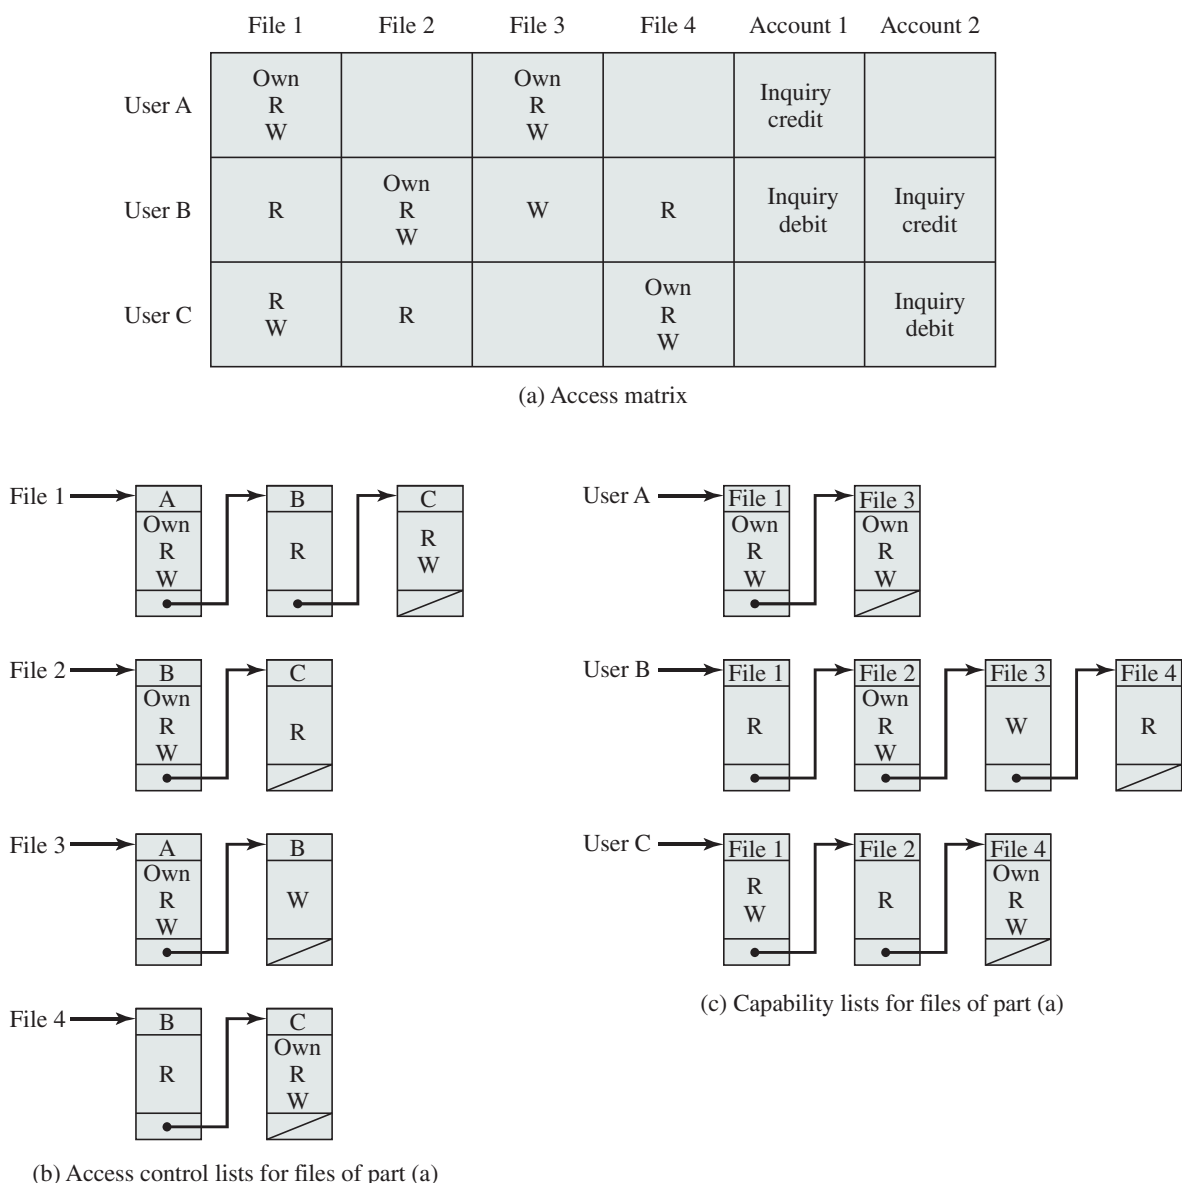 File 1 File 2 File 3 File 4 Account 1 Account 2
User A
Own
R
W
Own
R
W
Inquiry
credit
User B
R
Own
R
W
W
R
Inquiry
debit
Inquiry
credit
User C
R
W
R
Own
R
W
Inquiry
debit
(a) Access matrix
File 1
A
Own
R
W
B
R
C
R
W
File 2
B
Own
R
W
C
R
File 3
A
Own
R
W
B
W
File 4
B
R
C
Own
R
W
(b) Access control lists for files of part (a)
User A
File 1
Own
R
W
File 3
Own
R
W
User B
File 1
R
File 2
Own
R
W
File 3
W
File 4
R
User C
File 1
R
W
File 2
R
File 4
Own
R
W
(c) Capability lists for files of part (a)